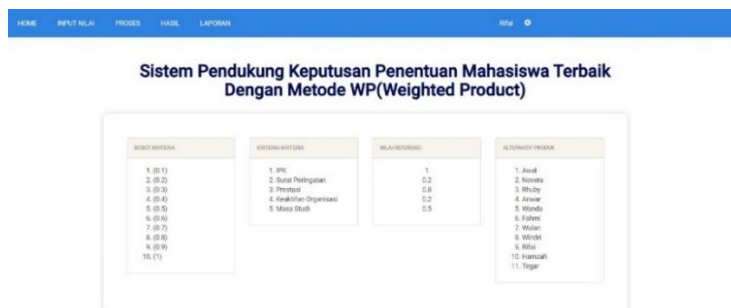 HOME INPUT NILAI PROSES HASIL LAPORAN Rifai
Sistem Pendukung Keputusan Penentuan Mahasiswa Terbaik
Dengan Metode WP(Weighted Product)
BOBOT KRITERIA
1. (0.1)
2. (0.2)
3. (0.3)
4. (0.4)
5. (0.5)
6. (0.6)
7. (0.7)
8. (0.8)
9. (0.9)
10. (1)
KRITERIA-KRITERIA
1. IPK
2. Surat Peringatan
3. Prestasi
4. Keaktifan Organisasi
5. Masa Studi
NILAI REFERENSI
1
0.2
0.8
0.2
0.5
ALTERNATIF PRODUK
1. Awal
2. Novera
3. Rhuby
4. Anwar
5. Wanda
6. Fahmi
7. Wulan
8. Windri
9. Rifai
10. Hamzah
11. Tegar